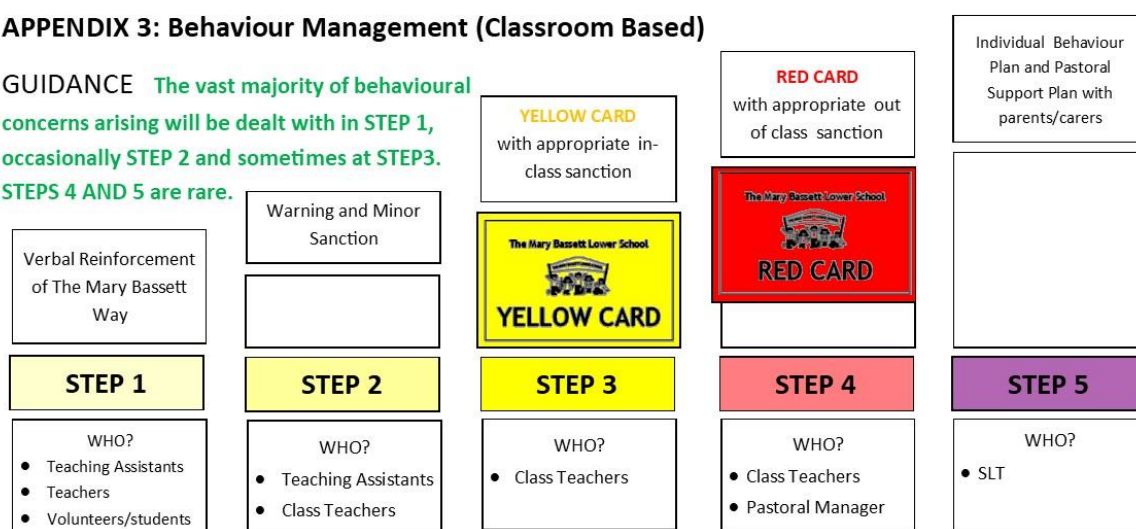 APPENDIX 3: Behaviour Management (Classroom Based)
GUIDANCE The vast majority of behavioural
concerns arising will be dealt with in STEP 1,
occasionally STEP 2 and sometimes at STEP3.
STEPS 4 AND 5 are rare.
Verbal Reinforcement
of The Mary Bassett
Way
STEP 1
WHO?
• Teaching Assistants
• Teachers
• Volunteers/students
Warning and Minor
Sanction
STEP 2
WHO?
• Teaching Assistants
• Class Teachers
YELLOW CARD
with appropriate in-
class sanction
The Mary Bassett Lower School
YELLOW CARD
STEP 3
WHO?
• Class Teachers
RED CARD
with appropriate out
of class sanction
The Mary Bassett Lower School
RED CARD
STEP 4
WHO?
• Class Teachers
• Pastoral Manager
Individual Behaviour
Plan and Pastoral
Support Plan with
parents/carers
STEP 5
WHO?
• SLT